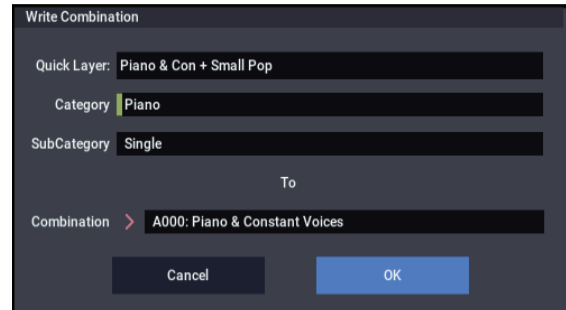 Write Combination
Quick Layer: Piano & Con + Small Pop
Category Piano
SubCategory Single
To
Combination > A000: Piano & Constant Voices
Cancel OK